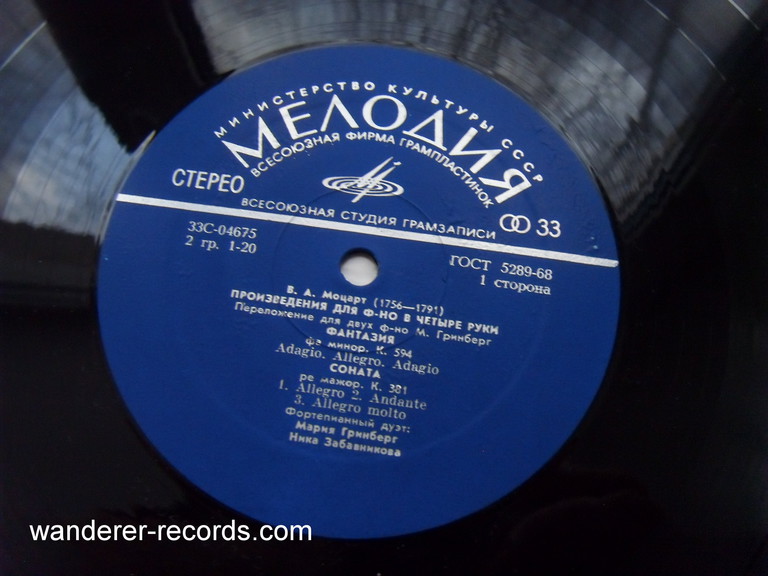 МИНИСТЕРСТВО КУЛЬТУРЫ СССР
МЕЛОДИЯ
ВСЕСОЮЗНАЯ ФИРМА ГРАМПЛАСТИНОК
СТЕРЕО
ВСЕСОЮЗНАЯ СТУДИЯ ГРАМЗАПИСИ
33
33С-04675
2 гр. 1-20
ГОСТ 5289-68
1 сторона
В. А. Моцарт (1756—1791)
ПРОИЗВЕДЕНИЯ ДЛЯ Ф-НО В ЧЕТЫРЕ РУКИ
Переложение для двух ф-но М. Гринберг
ФАНТАЗИЯ
фа минор. К. 594
Adagio. Allegro. Adagio
СОНАТА
ре мажор. К. 381
1. Allegro 2. Andante
3. Allegro molto
Фортепианный дуэт:
Мария Гринберг
Ника Забавникова
wanderer-records.com